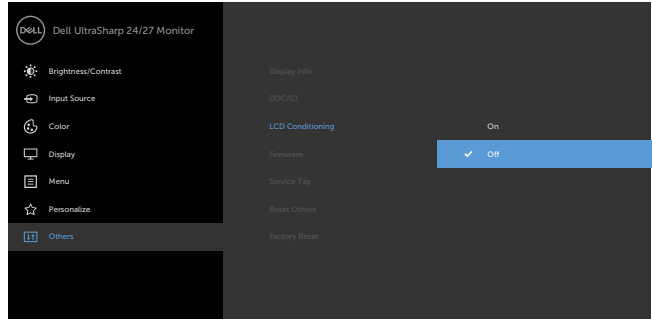 DELL Dell UltraSharp 24/27 Monitor
Brightness/Contrast
Display Info
Input Source
DDC/CI
Color
LCD Conditioning
On
Display
Firmware
Off
Menu
Service Tag
Personalize
Reset Others
Others
Factory Reset